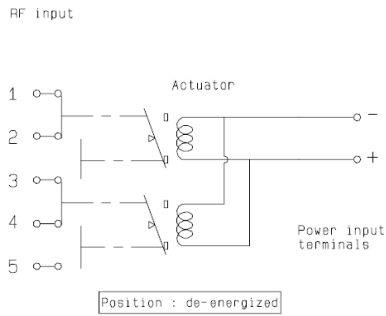 RF input
Actuator
1
2
3
4
5
-
+
Power input
terminals
Position : de-energized